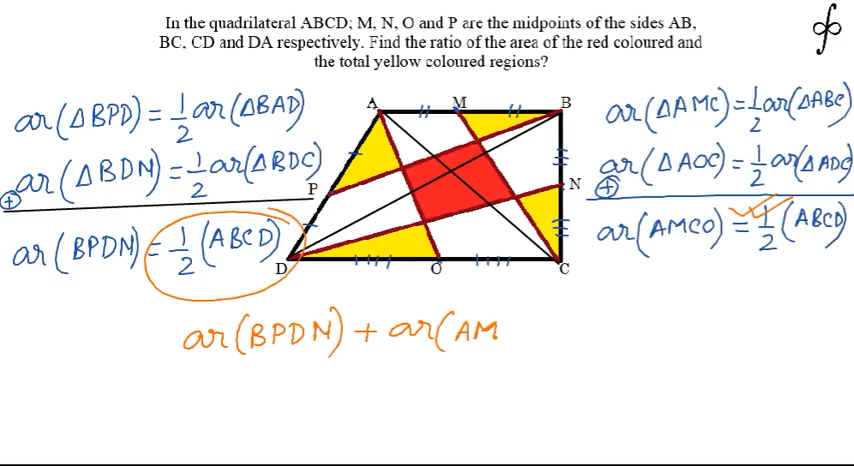 In the quadrilateral ABCD; M, N, O and P are the midpoints of the sides AB,
BC, CD and DA respectively. Find the ratio of the area of the red coloured and
the total yellow coloured regions?
ar(ΔBPD) = 1/2 ar(ΔBAD)
ar(ΔBDN) = 1/2 ar(ΔBDC)
+
ar(BPDN) = 1/2 (ABCD)
A M B
P N
D O C
ar(ΔAMC) = 1/2 ar(ΔABC)
ar(ΔAOC) = 1/2 ar(ΔADC)
+
ar(AMCO) = 1/2 (ABCD)
ar(BPDN) + ar(AM